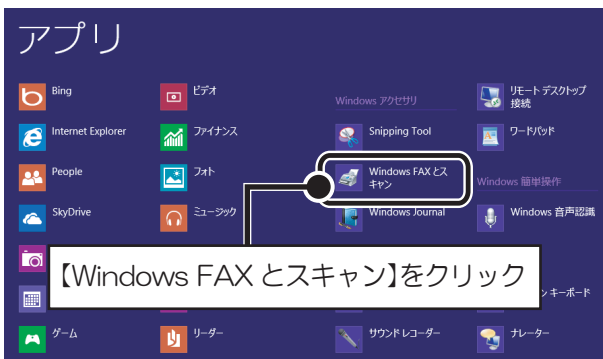 アプリ
Bing
Internet Explorer
People
SkyDrive
ゲーム
ビデオ
ファイナンス
フォト
ミュージック
リーダー
Windows アクセサリ
Snipping Tool
Windows FAX とス
キャン
Windows Journal
サウンド レコーダー
リモート デスクトップ
接続
ワードパッド
Windows 簡単操作
Windows 音声認識
キーボード
ナレーター
【Windows FAX とスキャン】をクリック